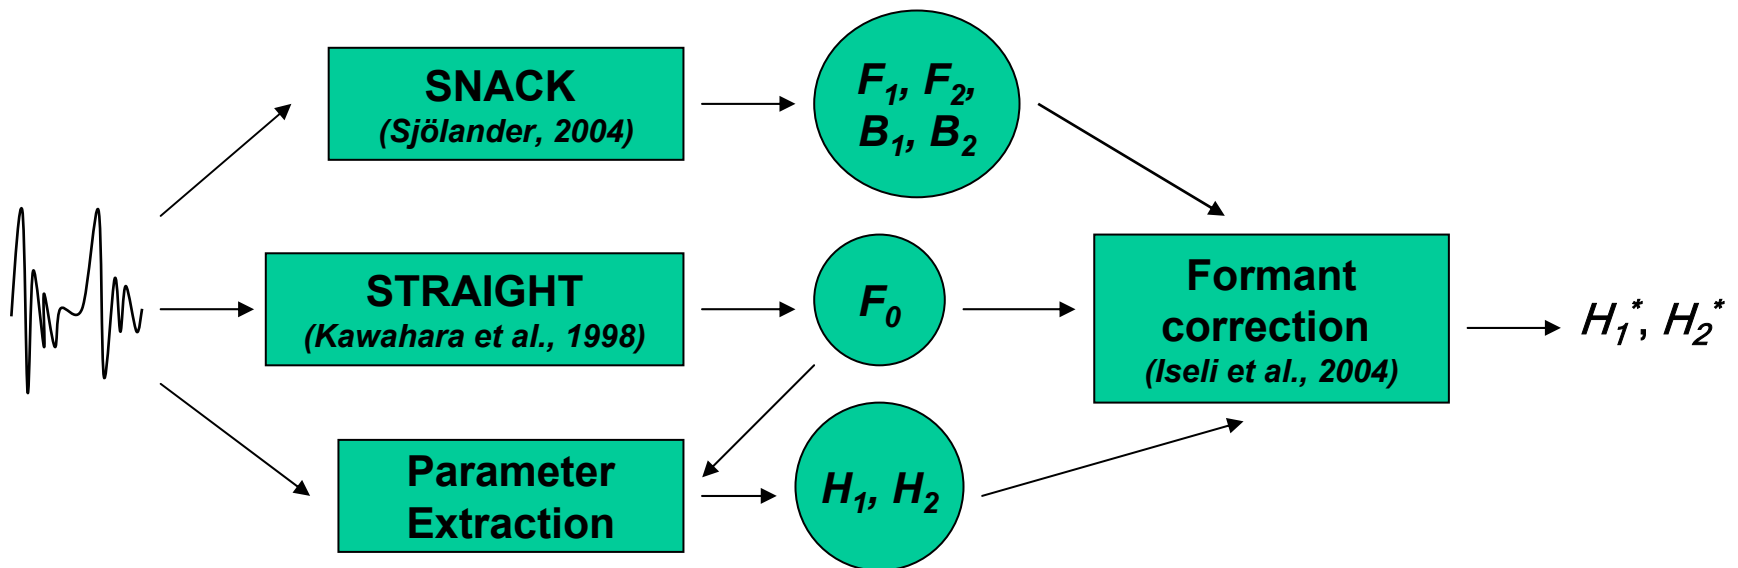 SNACK
(Sjölander, 2004)
F₁, F₂,
B₁, B₂
STRAIGHT
(Kawahara et al., 1998)
F₀
Formant
correction
(Iseli et al., 2004)
H₁*, H₂*
Parameter
Extraction
H₁, H₂